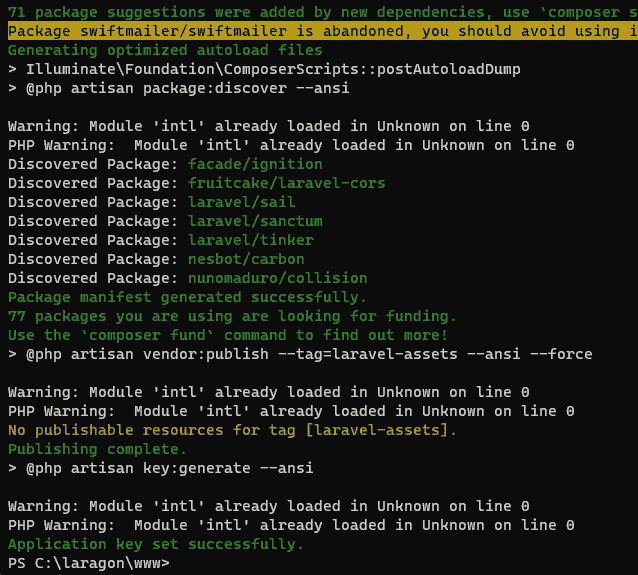 71 package suggestions were added by new dependencies, use `composer s
Package swiftmailer/swiftmailer is abandoned, you should avoid using i
Generating optimized autoload files
> Illuminate\Foundation\ComposerScripts::postAutoloadDump
> @php artisan package:discover --ansi

Warning: Module 'intl' already loaded in Unknown on line 0
PHP Warning:  Module 'intl' already loaded in Unknown on line 0
Discovered Package: facade/ignition
Discovered Package: fruitcake/laravel-cors
Discovered Package: laravel/sail
Discovered Package: laravel/sanctum
Discovered Package: laravel/tinker
Discovered Package: nesbot/carbon
Discovered Package: nunomaduro/collision
Package manifest generated successfully.
77 packages you are using are looking for funding.
Use the `composer fund` command to find out more!
> @php artisan vendor:publish --tag=laravel-assets --ansi --force

Warning: Module 'intl' already loaded in Unknown on line 0
PHP Warning:  Module 'intl' already loaded in Unknown on line 0
No publishable resources for tag [laravel-assets].
Publishing complete.
> @php artisan key:generate --ansi

Warning: Module 'intl' already loaded in Unknown on line 0
PHP Warning:  Module 'intl' already loaded in Unknown on line 0
Application key set successfully.
PS C:\laragon\www>